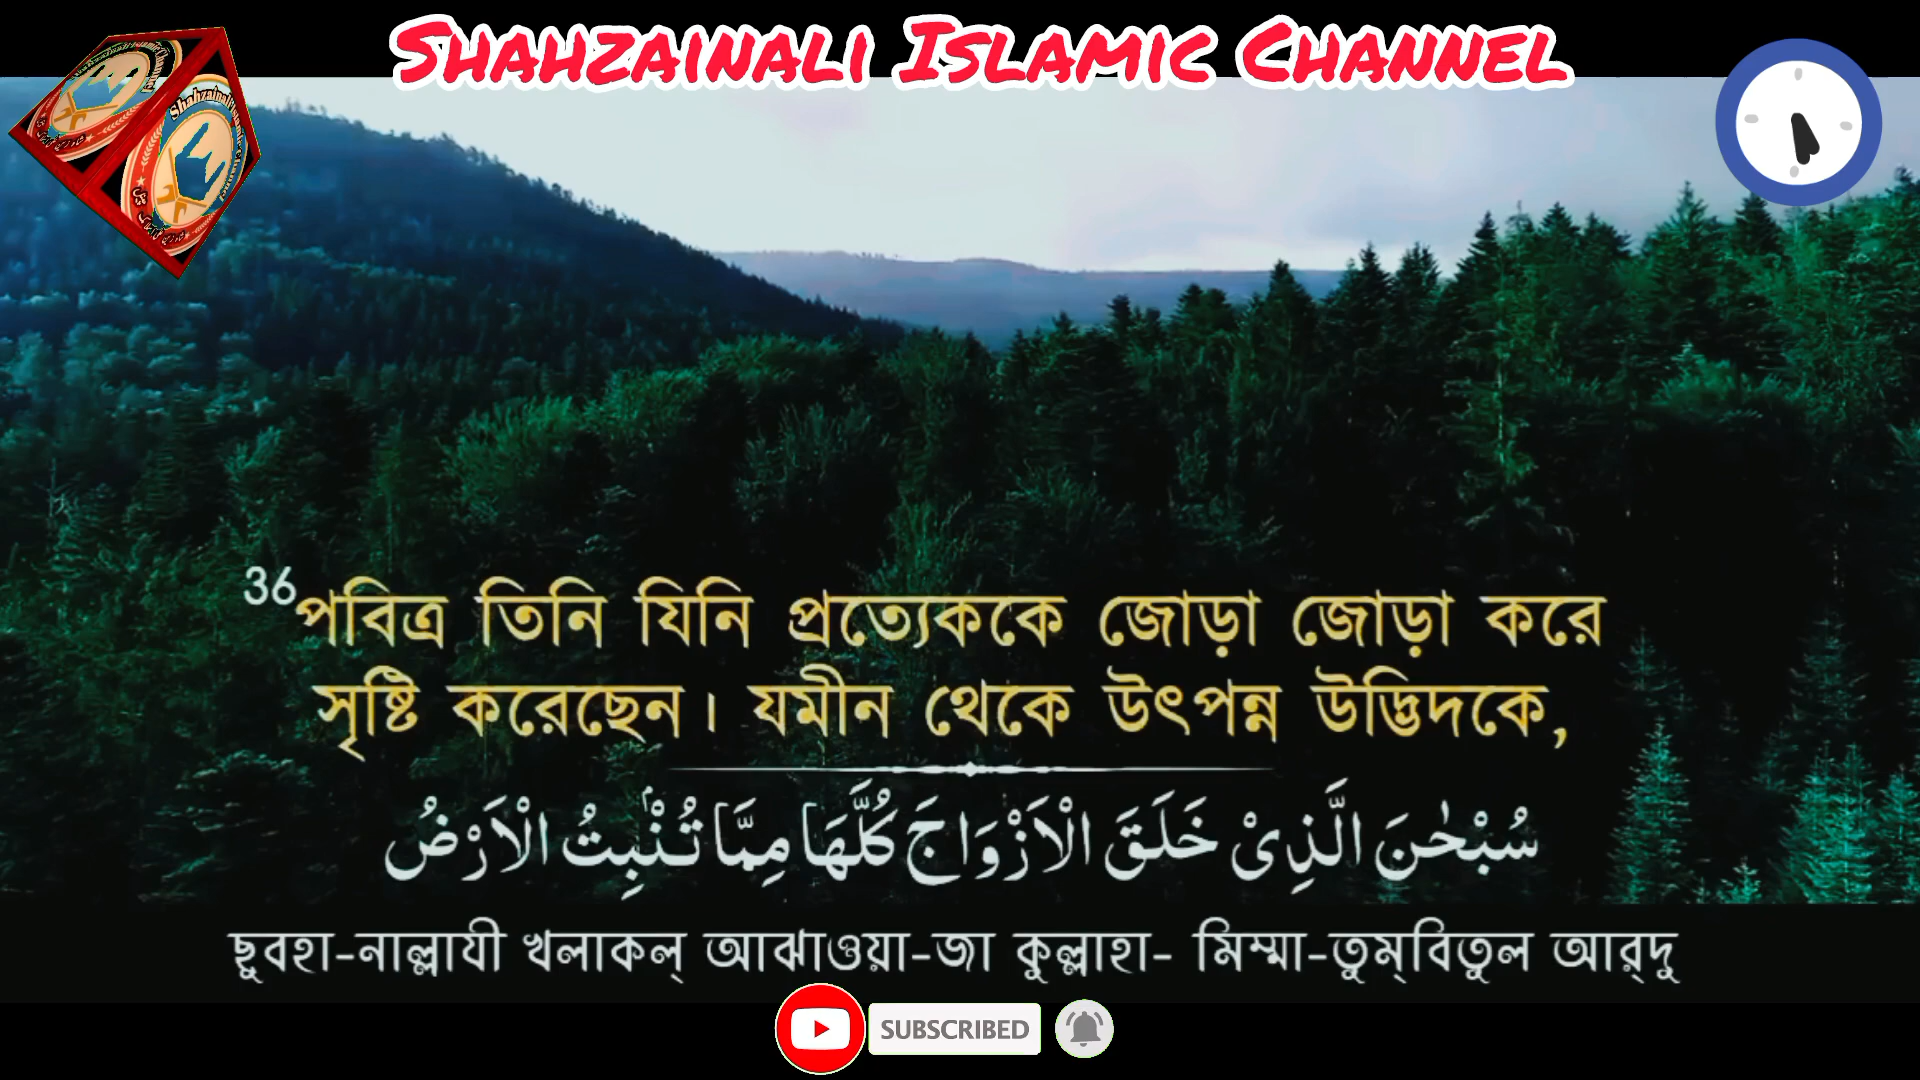 Shahzainali Islamic Channel
36পবিত্র তিনি যিনি প্রত্যেককে জোড়া জোড়া করে
সৃষ্টি করেছেন। যমীন থেকে উৎপন্ন উদ্ভিদকে,
سُبْحٰنَ الَّذِیْ خَلَقَ الْاَزْوَاجَ كُلَّهَا مِمَّا تُنْۢبِتُ الْاَرْضُ
ছুবহা-নাল্লাযী খলাকল্ আঝাওয়া-জা কুল্লাহা- মিম্মা-তুম্বিতুল আর্দু
SUBSCRIBED